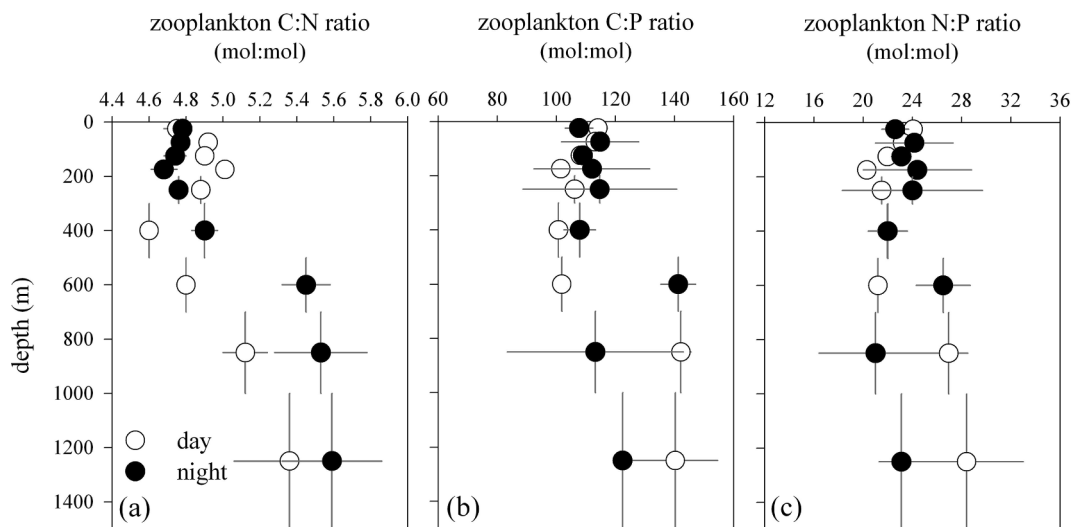 zooplankton C:N ratio
(mol:mol)
zooplankton C:P ratio
(mol:mol)
zooplankton N:P ratio
(mol:mol)
4.4 4.6 4.8 5.0 5.2 5.4 5.6 5.8 6.0
60 80 100 120 140 160
12 16 20 24 28 32 36
0
200
400
600
800
1000
1200
1400
depth (m)
day
night
(a)
(b)
(c)